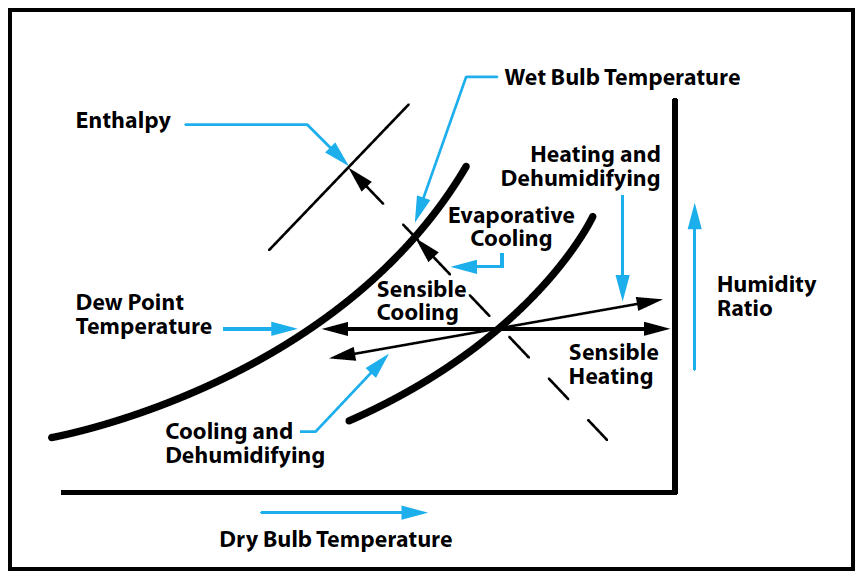 Wet Bulb Temperature
Enthalpy
Heating and
Dehumidifying
Evaporative
Cooling
Humidity
Ratio
Sensible
Cooling
Dew Point
Temperature
Sensible
Heating
Cooling and
Dehumidifying
Dry Bulb Temperature